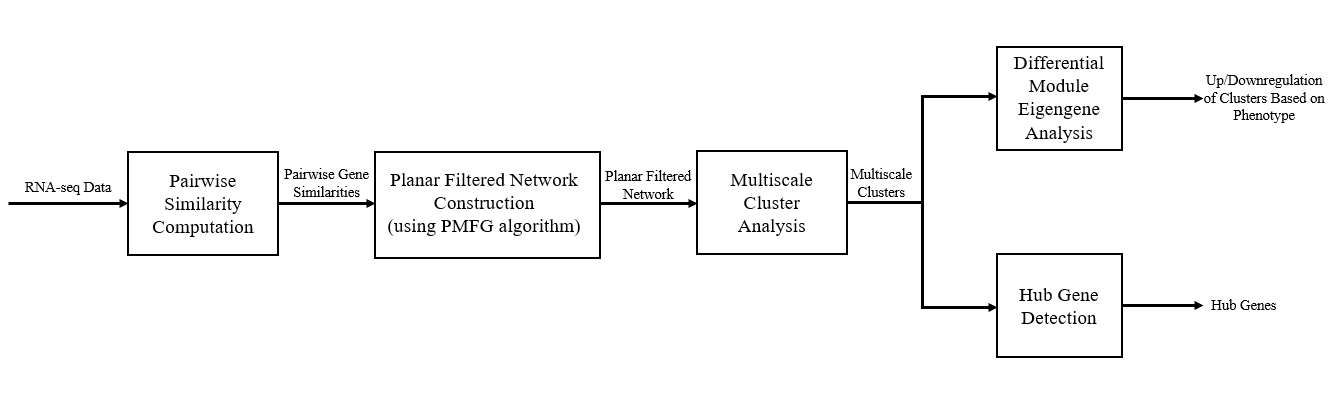 RNA-seq Data
Pairwise
Similarity
Computation
Pairwise Gene
Similarities
Planar Filtered Network
Construction
(using PMFG algorithm)
Planar Filtered
Network
Multiscale
Cluster
Analysis
Multiscale
Clusters
Differential
Module
Eigengene
Analysis
Up/Downregulation
of Clusters Based on
Phenotype
Hub Gene
Detection
Hub Genes